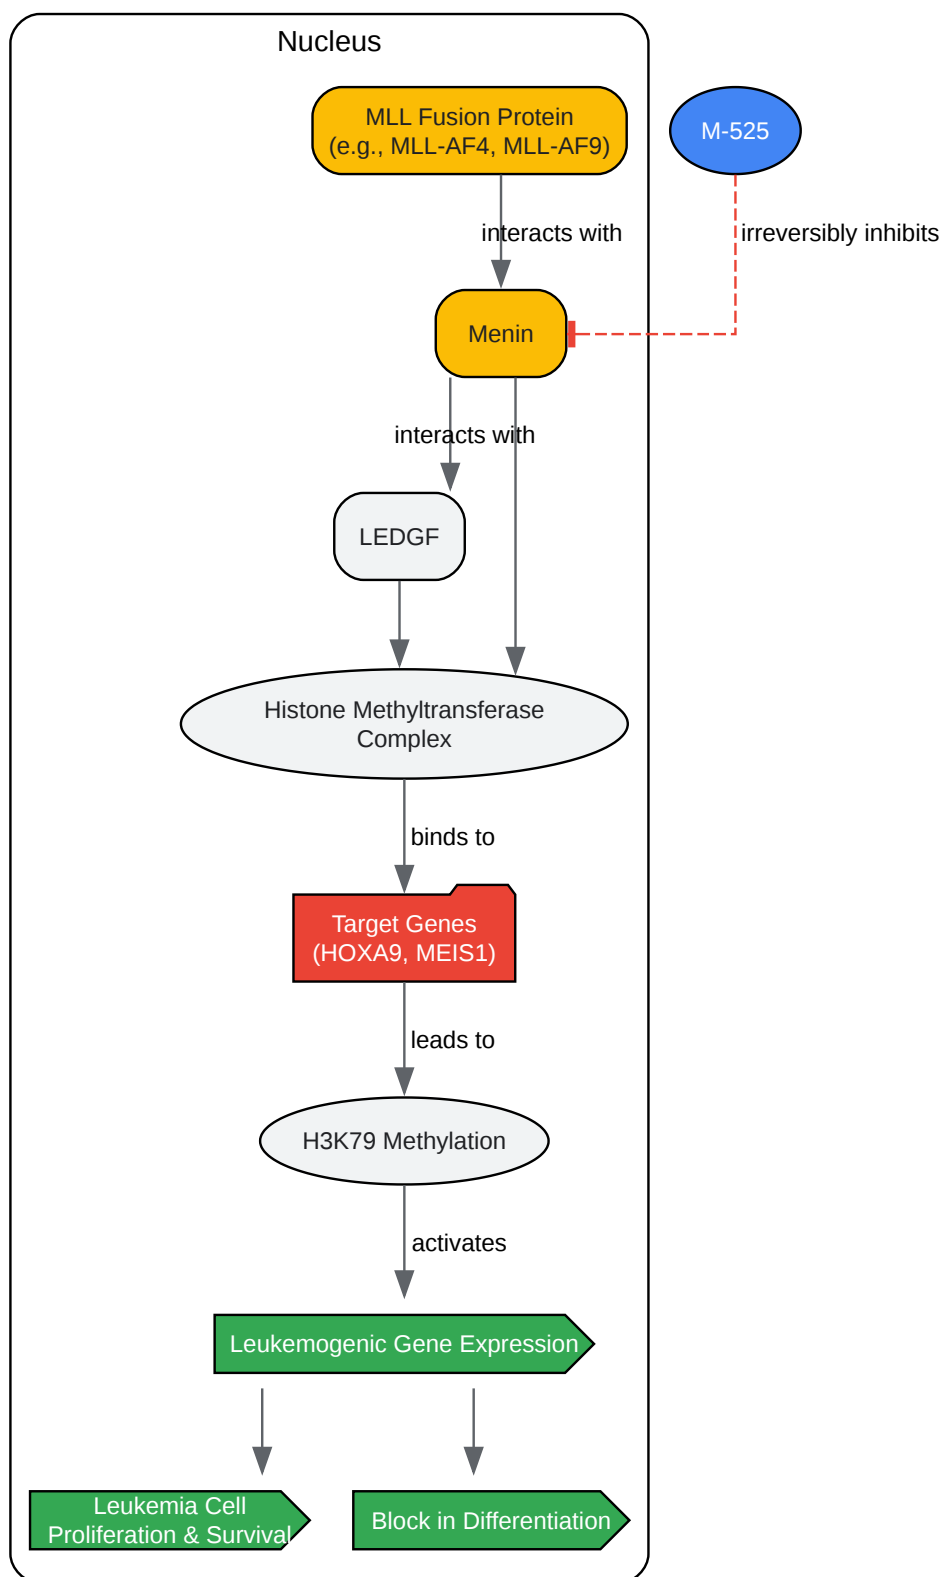 Nucleus
MLL Fusion Protein
(e.g., MLL-AF4, MLL-AF9)
M-525
interacts with
irreversibly inhibits
Menin
interacts with
LEDGF
Histone Methyltransferase
Complex
binds to
Target Genes
(HOXA9, MEIS1)
leads to
H3K79 Methylation
activates
Leukemogenic Gene Expression
Leukemia Cell
Proliferation & Survival
Block in Differentiation